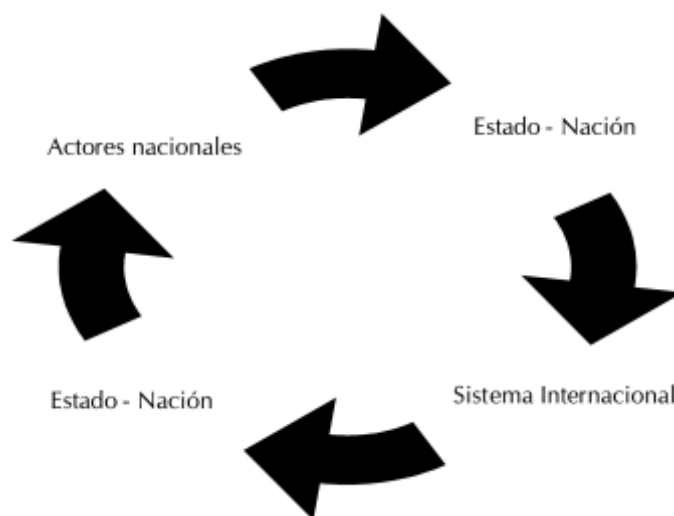 Actores nacionales
Estado - Nación
Sistema Internacional
Estado - Nación